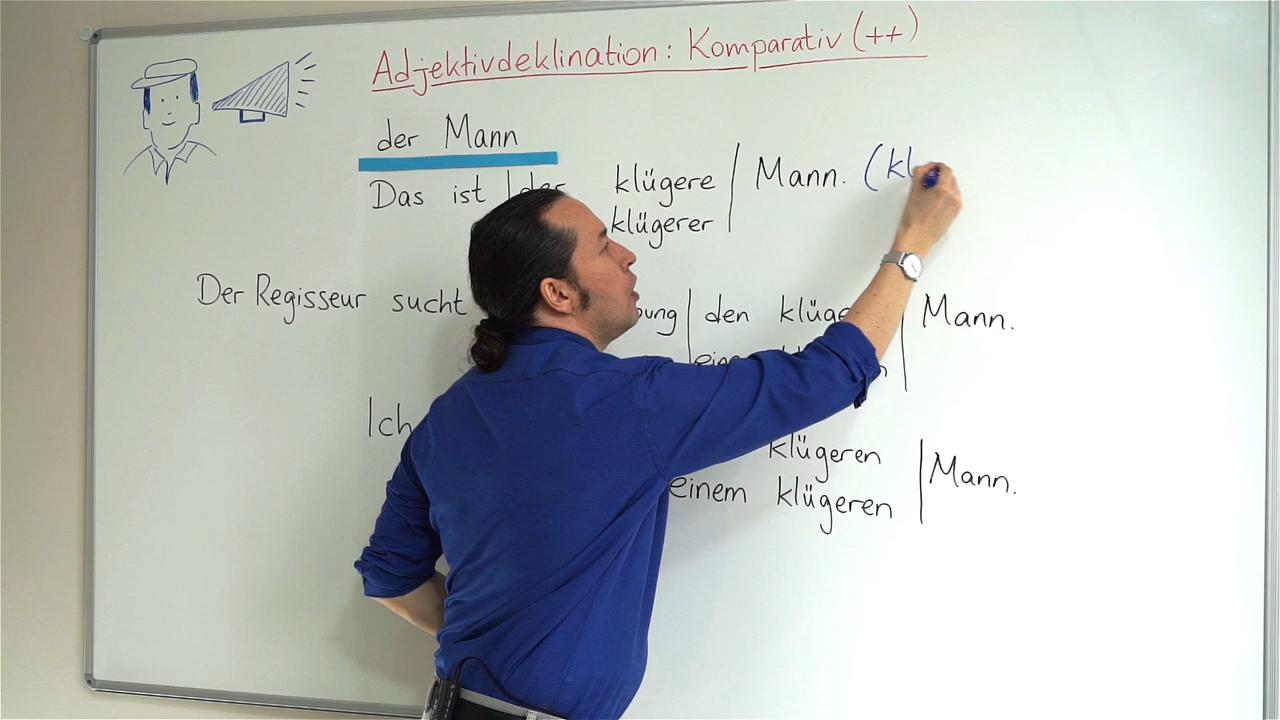 Adjektivdeklination: Komparativ (++)
der Mann
Das ist | der klügere | Mann. (kl
klügerer
Der Regisseur sucht | den | Mann.
Ich klügeren | Mann.
einem klügeren